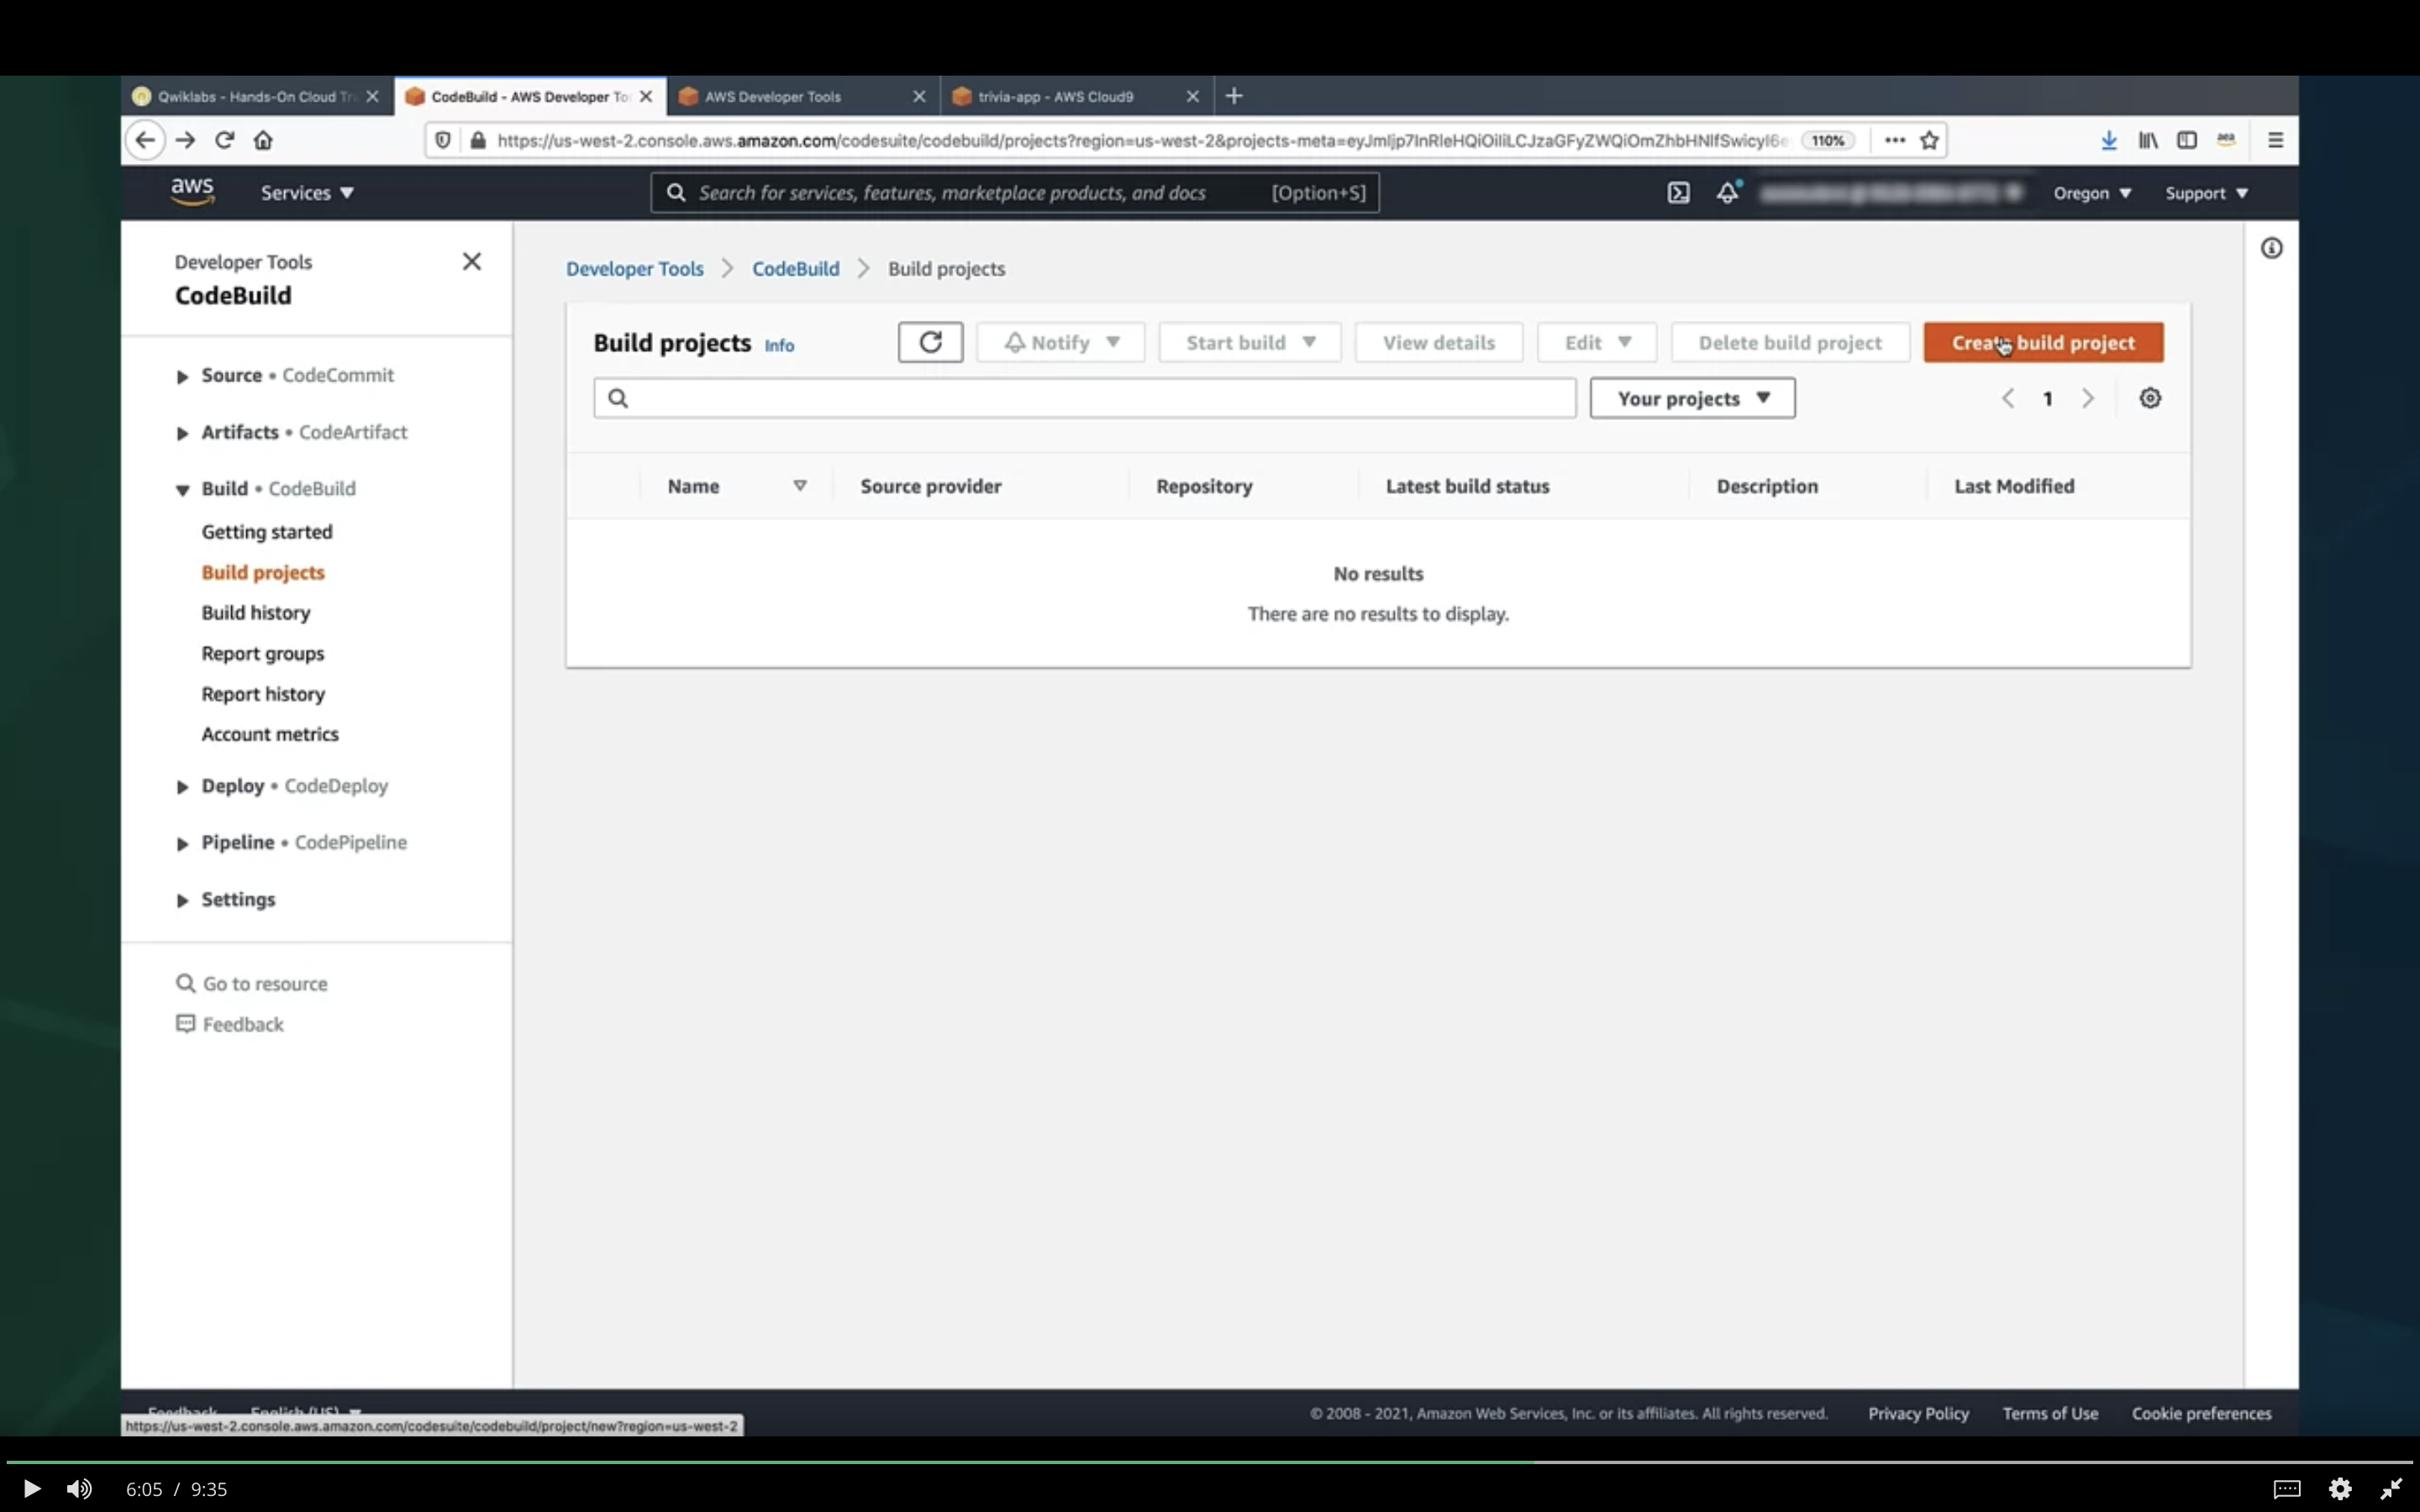 Qwiklabs - Hands-On Cloud Tr
CodeBuild - AWS Developer To
AWS Developer Tools
trivia-app - AWS Cloud9
https://us-west-2.console.aws.amazon.com/codesuite/codebuild/projects?region=us-west-2&projects-meta=
110%
aws
Services
Search for services, features, marketplace products, and docs [Option+S]
Oregon
Support
Developer Tools
CodeBuild
Source • CodeCommit
Artifacts • CodeArtifact
Build • CodeBuild
Getting started
Build projects
Build history
Report groups
Report history
Account metrics
Deploy • CodeDeploy
Pipeline • CodePipeline
Settings
Go to resource
Feedback
Developer Tools > CodeBuild > Build projects
Build projects Info
Notify
Start build
View details
Edit
Delete build project
Create build project
Your projects
1
Name Source provider Repository Latest build status Description Last Modified
No results
There are no results to display.
Feedback English (US)
© 2008 - 2021, Amazon Web Services, Inc. or its affiliates. All rights reserved. Privacy Policy Terms of Use Cookie preferences
https://us-west-2.console.aws.amazon.com/codesuite/codebuild/project/new?region=us-west-2
6:05 / 9:35